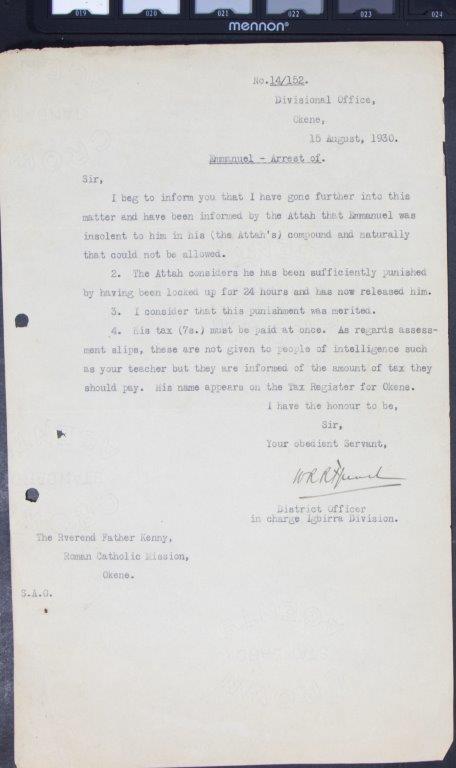 019 020 021 022 023 024
mennon®
No.14/152.
Divisional Office,
Okene,
15 August, 1930.
Emmanuel - Arrest of.
Sir,
I beg to inform you that I have gone further into this
matter and have been informed by the Attah that Emmanuel was
insolent to him in his (the Attah's) compound and naturally
that could not be allowed.
2. The Attah considers he has been sufficiently punished
by having been locked up for 24 hours and has now released him.
3. I consider that this punishment was merited.
4. His tax (7s.) must be paid at once. As regards assess-
ment slips, these are not given to people of intelligence such
as your teacher but they are informed of the amount of tax they
should pay. His name appears on the Tax Register for Okene.
I have the honour to be,
Sir,
Your obedient Servant,
District Officer
in charge Igbirra Division.
The Rverend Father Kenny,
Roman Catholic Mission,
Okene.
S.A.G.